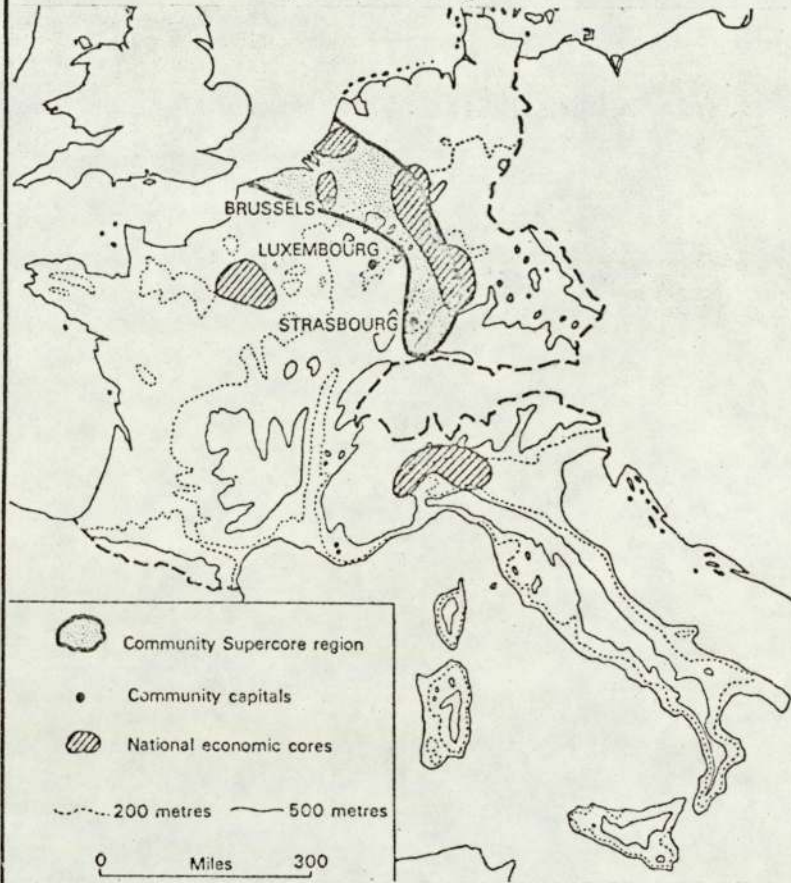 BRUSSELS
LUXEMBOURG
STRASBOURG
Community Supercore region
Community capitals
National economic cores
200 metres 500 metres
0 Miles 300